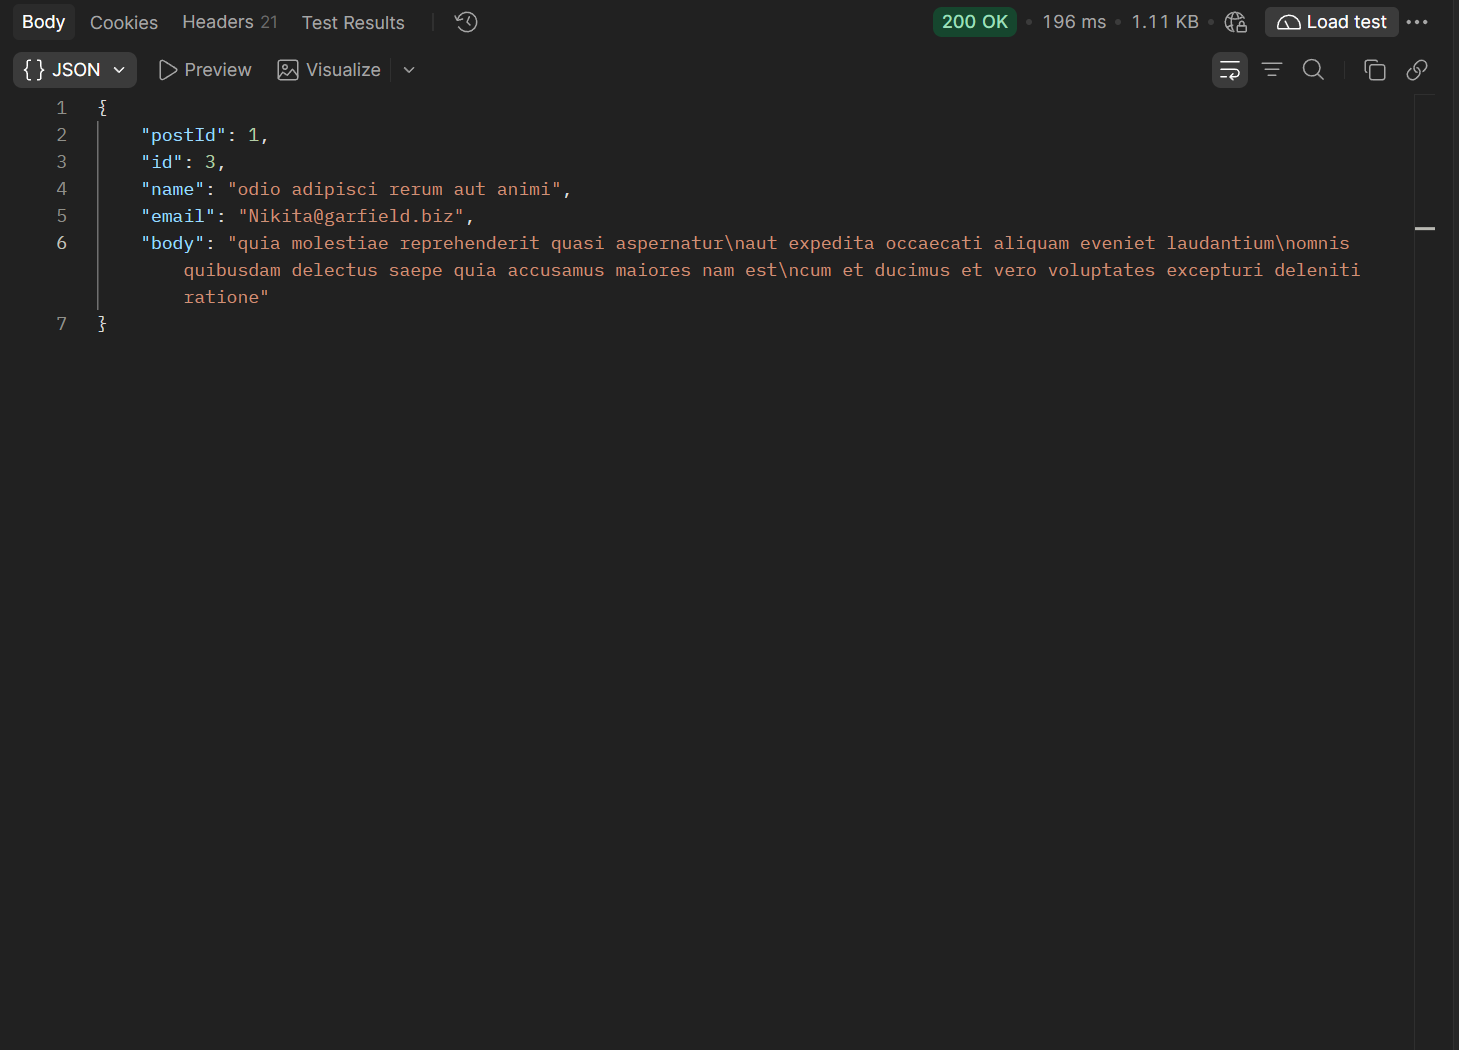 Body Cookies Headers 21 Test Results 200 OK • 196 ms • 1.11 KB • Load test
{} JSON Preview Visualize
1 {
2 "postId": 1,
3 "id": 3,
4 "name": "odio adipisci rerum aut animi",
5 "email": "Nikita@garfield.biz",
6 "body": "quia molestiae reprehenderit quasi aspernatur\naut expedita occaecati aliquam eveniet laudantium\nomnis
quibusdam delectus saepe quia accusamus maiores nam est\ncum et ducimus et vero voluptates excepturi deleniti
ratione"
7 }